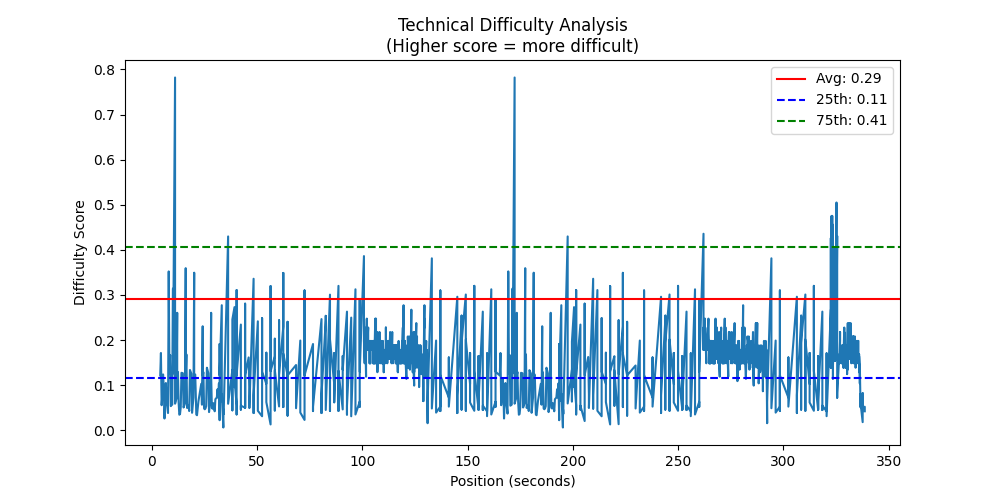 Technical Difficulty Analysis
(Higher score = more difficult)
Avg: 0.29
25th: 0.11
75th: 0.41
0.8
0.7
0.6
0.5
0.4
0.3
0.2
0.1
0.0
Difficulty Score
0 50 100 150 200 250 300 350
Position (seconds)